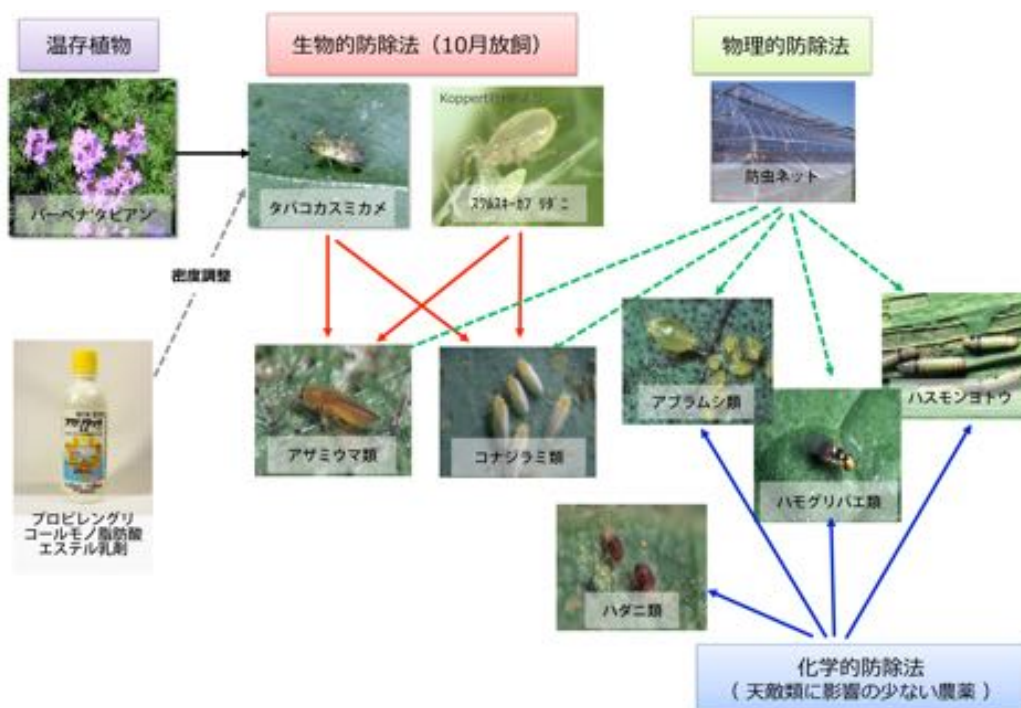 温存植物
生物的防除法（10月放飼）
物理的防除法
Koppert
バーベナ タピアン
タバコカスミカメ
スワルスキーカブリダニ
防虫ネット
密度調整
アザミウマ類
コナジラミ類
アブラムシ類
ハスモンヨトウ
ハモグリバエ類
プロピレングリ
コールモノ脂肪酸
エステル乳剤
ハダニ類
化学的防除法
（ 天敵類に影響の少ない農薬 ）